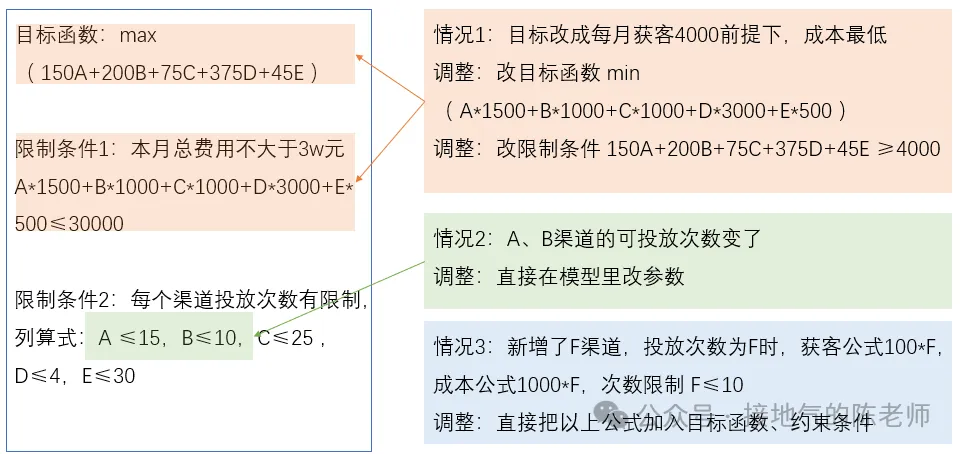 目标函数：max
（150A+200B+75C+375D+45E ）
限制条件1：本月总费用不大于3w元
A*1500+B*1000+C*1000+D*3000+E*
500≤30000
限制条件2：每个渠道投放次数有限制,
列算式: A ≤15，B≤10，C≤25 ,
D≤4，E≤30
情况1：目标改成每月获客4000前提下，成本最低
调整：改目标函数 min
（ A*1500+B*1000+C*1000+D*3000+E*500 ）
调整：改限制条件 150A+200B+75C+375D+45E ≥4000
情况2：A、B渠道的可投放次数变了
调整：直接在模型里改参数
情况3：新增了F渠道，投放次数为F时，获客公式100*F,
成本公式1000*F，次数限制 F≤10
调整：直接把以上公式加入目标函数、约束条件
公众号 · 接地气的陈老师